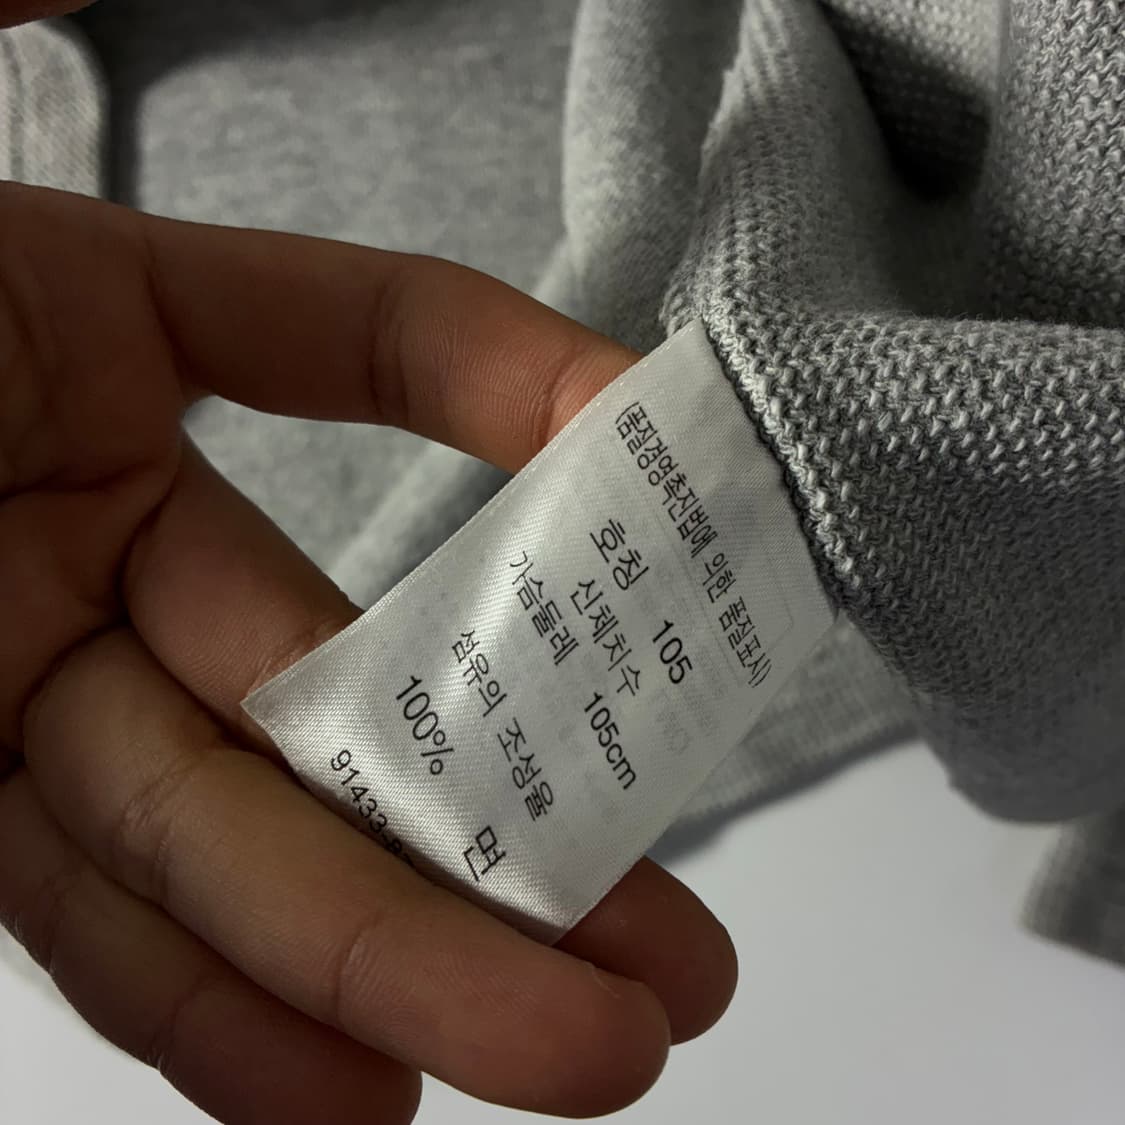 (품질경영촉진법에 의한 품질표시)
호칭 105
신체치수
가슴둘레 105cm
섬유의 조성율
100% 면